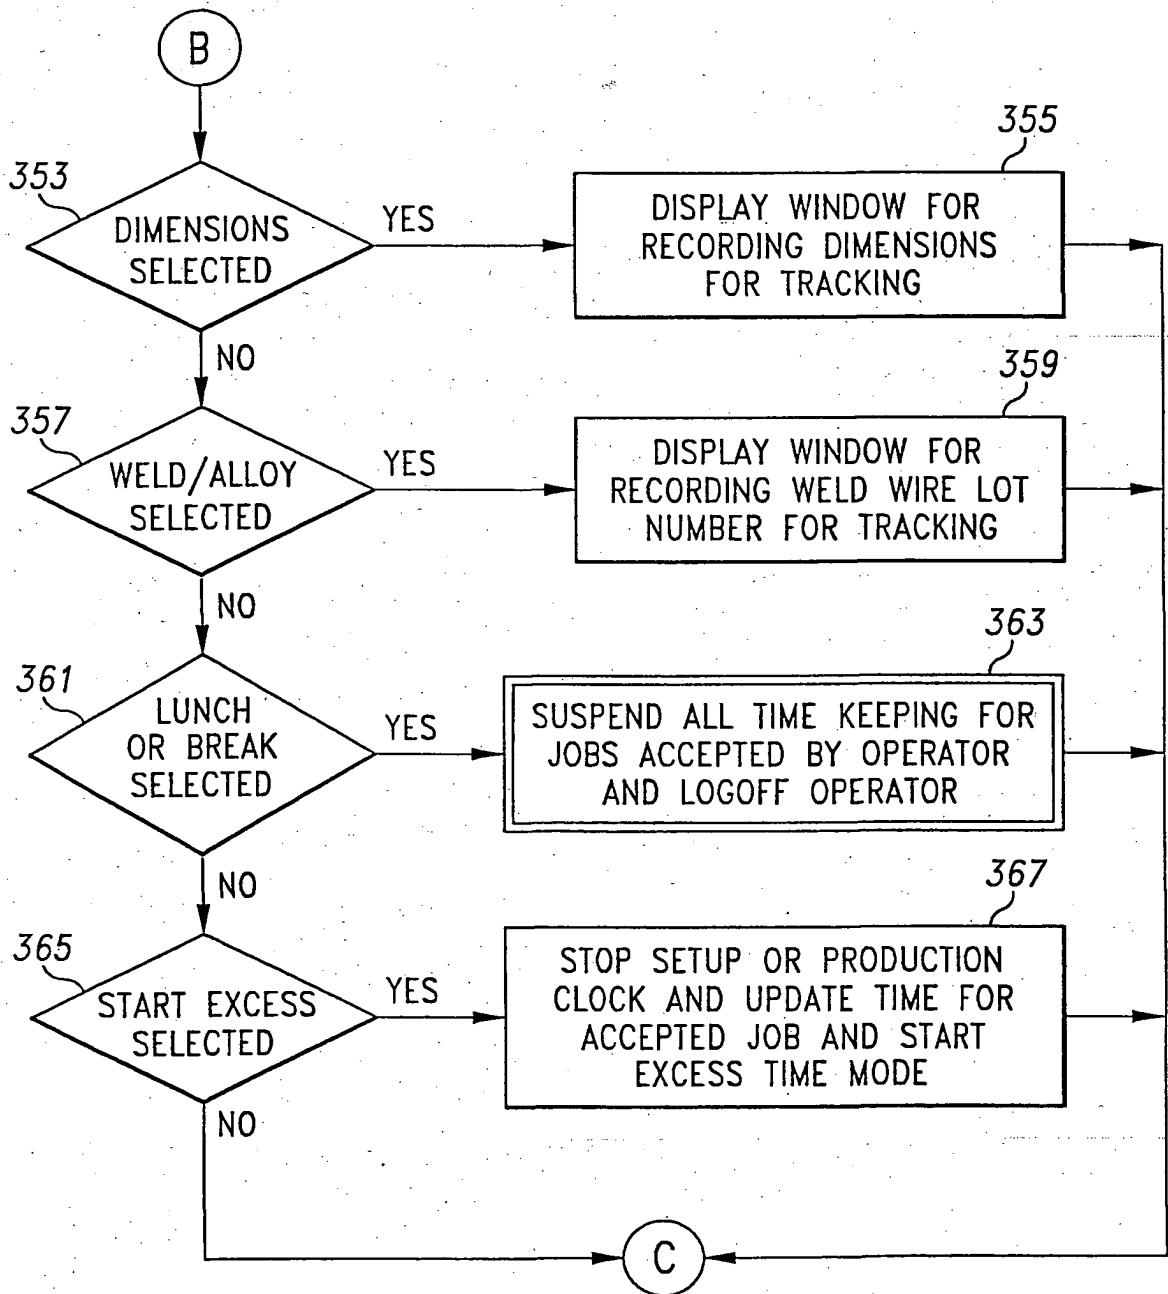 B
353
DIMENSIONS
SELECTED
YES
355
DISPLAY WINDOW FOR
RECORDING DIMENSIONS
FOR TRACKING
NO
357
WELD/ALLOY
SELECTED
YES
359
DISPLAY WINDOW FOR
RECORDING WELD WIRE LOT
NUMBER FOR TRACKING
NO
361
LUNCH
OR BREAK
SELECTED
YES
363
SUSPEND ALL TIME KEEPING FOR
JOBS ACCEPTED BY OPERATOR
AND LOGOFF OPERATOR
NO
365
START EXCESS
SELECTED
YES
367
STOP SETUP OR PRODUCTION
CLOCK AND UPDATE TIME FOR
ACCEPTED JOB AND START
EXCESS TIME MODE
NO
C